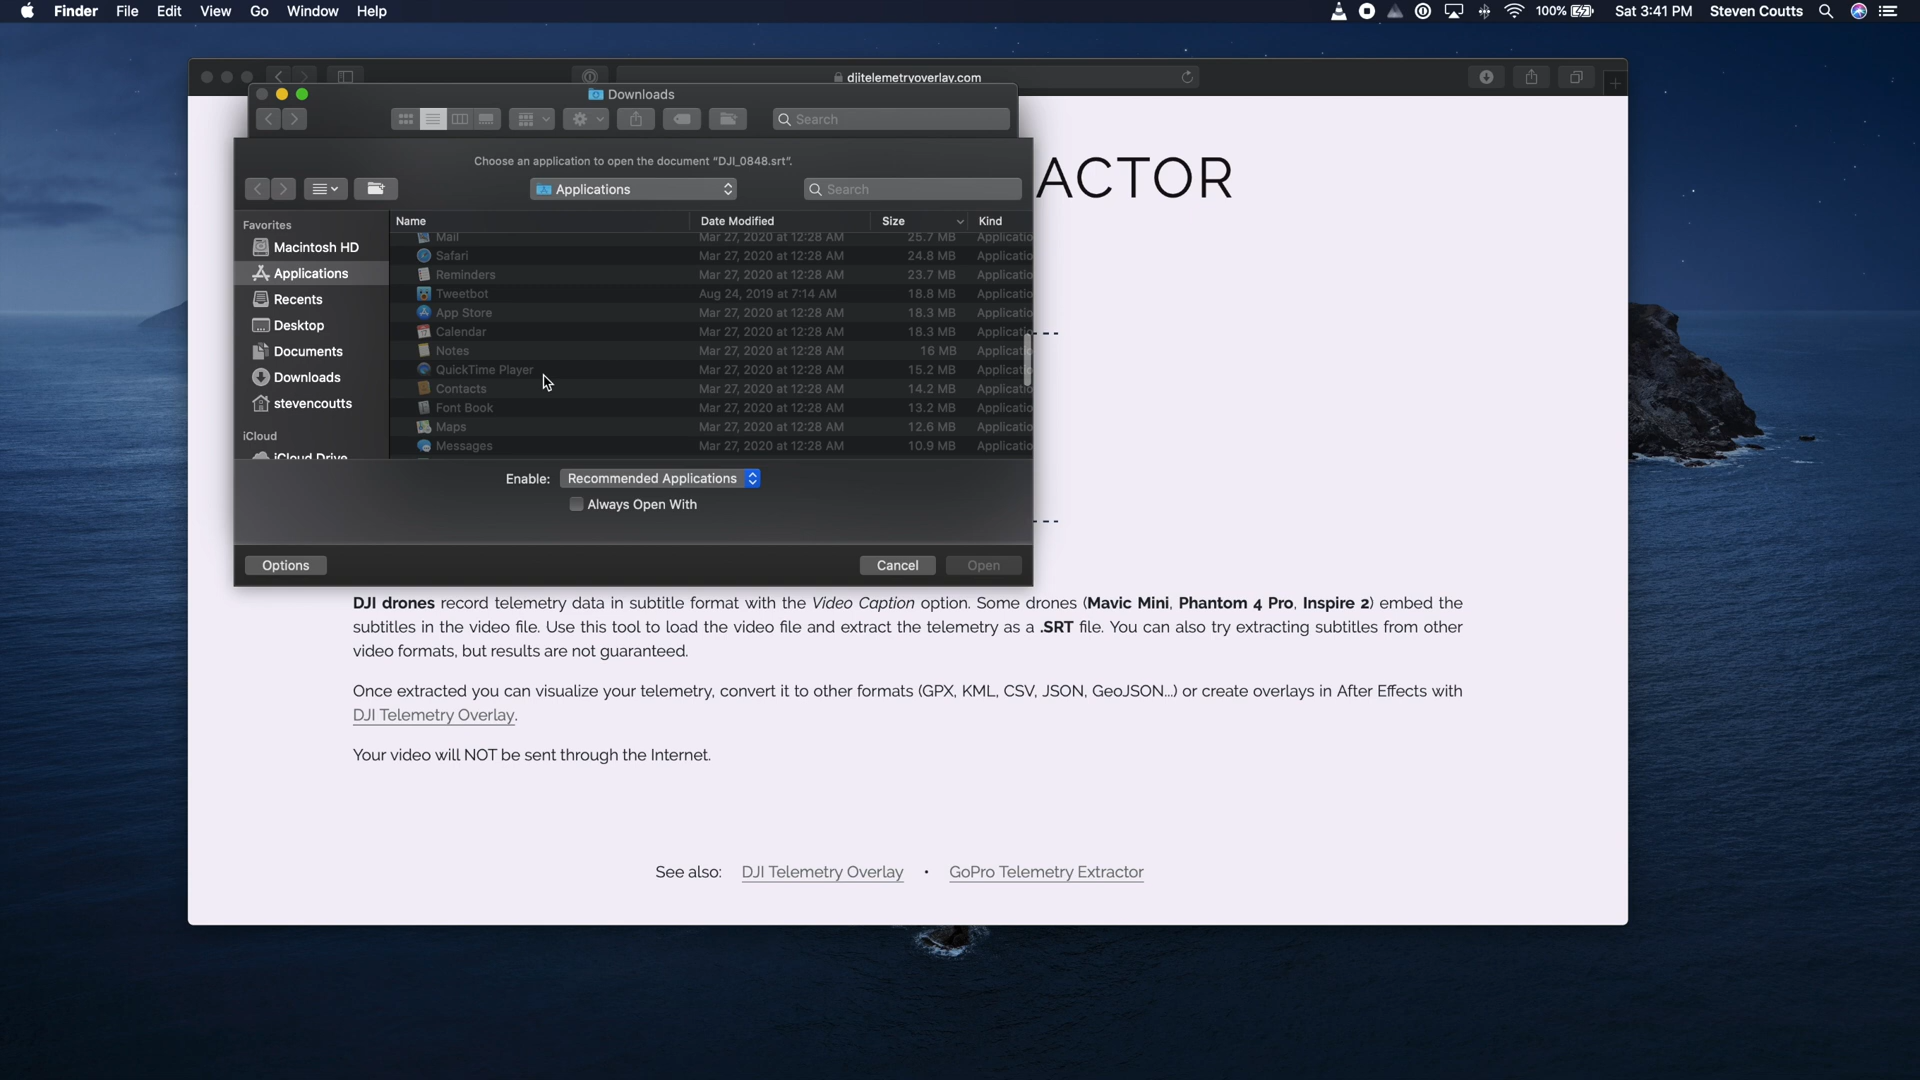 Finder File Edit View Go Window Help
100% Sat 3:41 PM Steven Coutts
djitelemetryoverlay.com
Downloads
Search
ACTOR
Choose an application to open the document “DJI_0848.srt”.
Applications
Search
Favorites
Macintosh HD
Applications
Recents
Desktop
Documents
Downloads
stevencoutts
iCloud
iCloud Drive
Name Date Modified Size Kind
Mail Mar 27, 2020 at 12:28 AM 25.7 MB Applicatio
Safari Mar 27, 2020 at 12:28 AM 24.8 MB Applicatio
Reminders Mar 27, 2020 at 12:28 AM 23.7 MB Applicatio
Tweetbot Aug 24, 2019 at 7:14 AM 18.8 MB Applicatio
App Store Mar 27, 2020 at 12:28 AM 18.3 MB Applicatio
Calendar Mar 27, 2020 at 12:28 AM 18.3 MB Applicatio
Notes Mar 27, 2020 at 12:28 AM 16 MB Applicatio
QuickTime Player Mar 27, 2020 at 12:28 AM 15.2 MB Applicatio
Contacts Mar 27, 2020 at 12:28 AM 14.2 MB Applicatio
Font Book Mar 27, 2020 at 12:28 AM 13.2 MB Applicatio
Maps Mar 27, 2020 at 12:28 AM 12.6 MB Applicatio
Messages Mar 27, 2020 at 12:28 AM 10.9 MB Applicatio
Enable: Recommended Applications
Always Open With
Options Cancel Open
DJI drones record telemetry data in subtitle format with the Video Caption option. Some drones (Mavic Mini, Phantom 4 Pro, Inspire 2) embed the
subtitles in the video file. Use this tool to load the video file and extract the telemetry as a .SRT file. You can also try extracting subtitles from other
video formats, but results are not guaranteed.
Once extracted you can visualize your telemetry, convert it to other formats (GPX, KML, CSV, JSON, GeoJSON...) or create overlays in After Effects with
DJI Telemetry Overlay.
Your video will NOT be sent through the Internet.
See also: DJI Telemetry Overlay • GoPro Telemetry Extractor